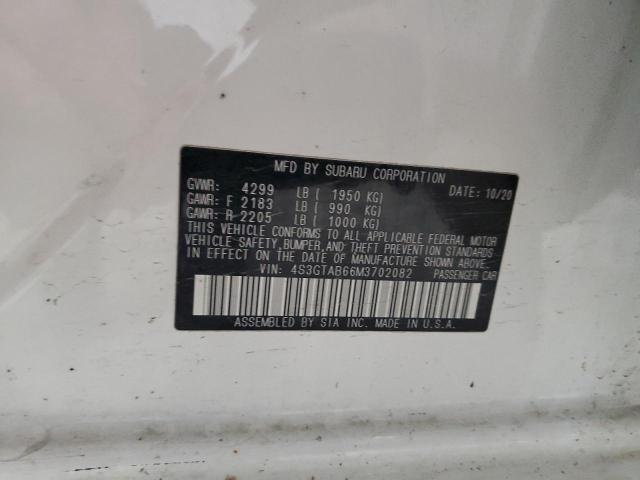 MFD BY SUBARU CORPORATION
GVWR: 4299 LB ( 1950 KG) DATE: 10/20
GAWR: F 2183 LB ( 990 KG)
GAWR: R 2205 LB ( 1000 KG)
THIS VEHICLE CONFORMS TO ALL APPLICABLE FEDERAL MOTOR
VEHICLE SAFETY, BUMPER, AND THEFT PREVENTION STANDARDS
IN EFFECT ON THE DATE OF MANUFACTURE SHOWN ABOVE.
VIN: 4S3GTAB66M3702082 PASSENGER CAR
ASSEMBLED BY SIA INC. MADE IN U.S.A.